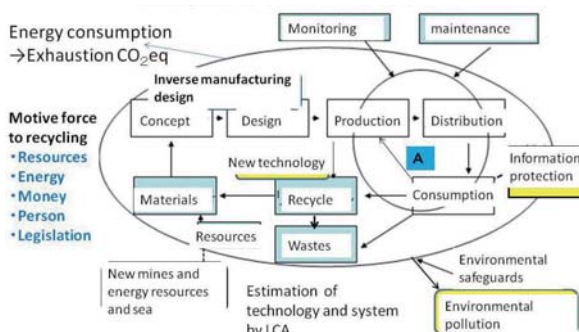 Energy consumption
→Exhaustion CO₂eq
Monitoring
maintenance
Inverse manufacturing
design
Concept
Design
Production
Distribution
Motive force
to recycling
•Resources
•Energy
•Money
•Person
•Legislation
New technology
A
Information
protection
Materials
Recycle
Consumption
Resources
Wastes
New mines and
energy resources
and sea
Estimation of
technology and system
by LCA
Environmental
safeguards
Environmental
pollution